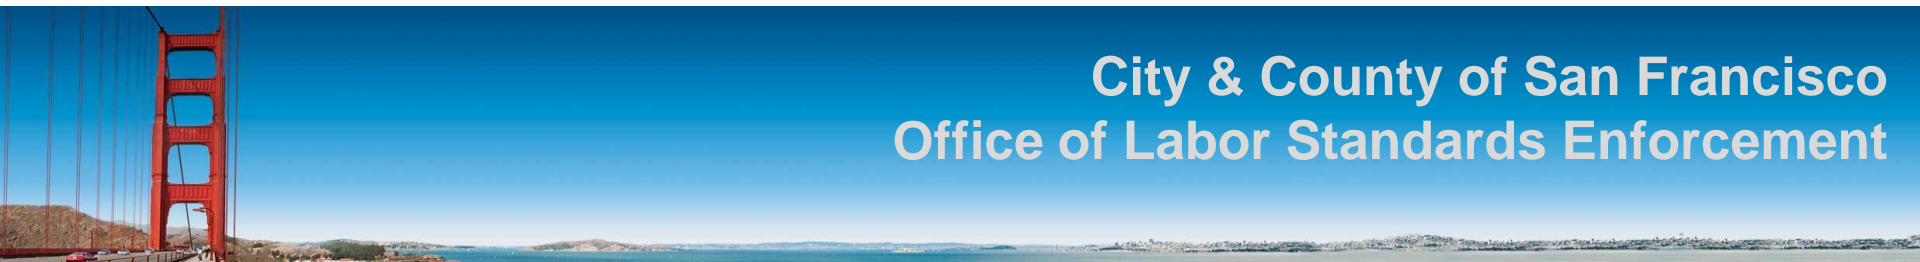 City & County of San Francisco
Office of Labor Standards Enforcement